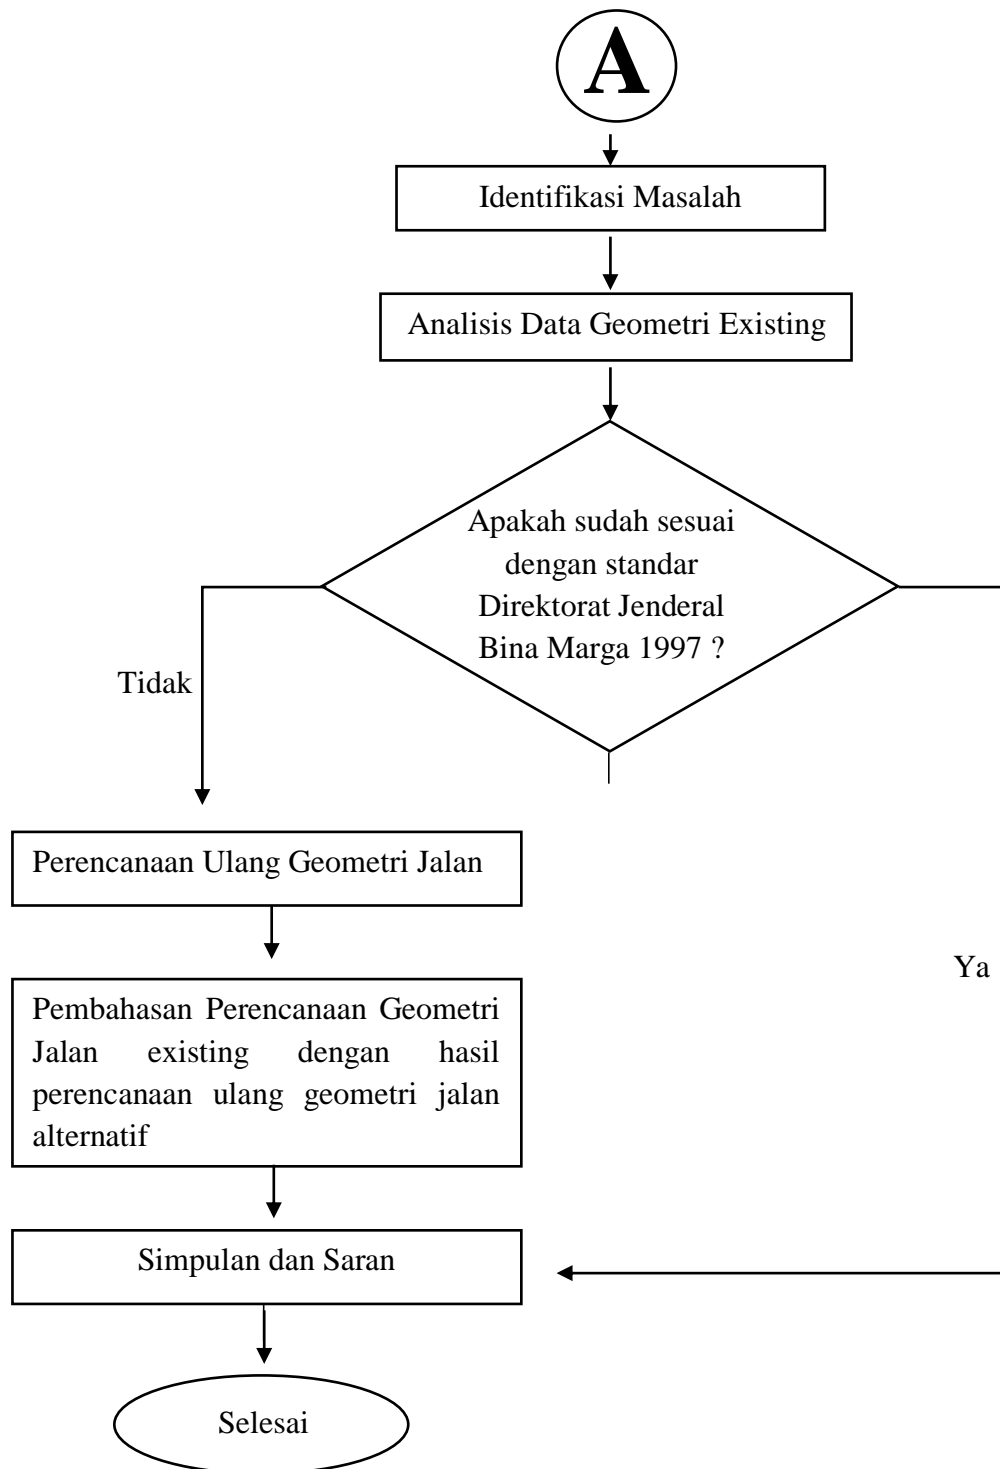 A
Identifikasi Masalah
Analisis Data Geometri Existing
Apakah sudah sesuai
dengan standar
Direktorat Jenderal
Bina Marga 1997 ?
Tidak
Perencanaan Ulang Geometri Jalan
Ya
Pembahasan Perencanaan Geometri
Jalan existing dengan hasil
perencanaan ulang geometri jalan
alternatif
Simpulan dan Saran
Selesai